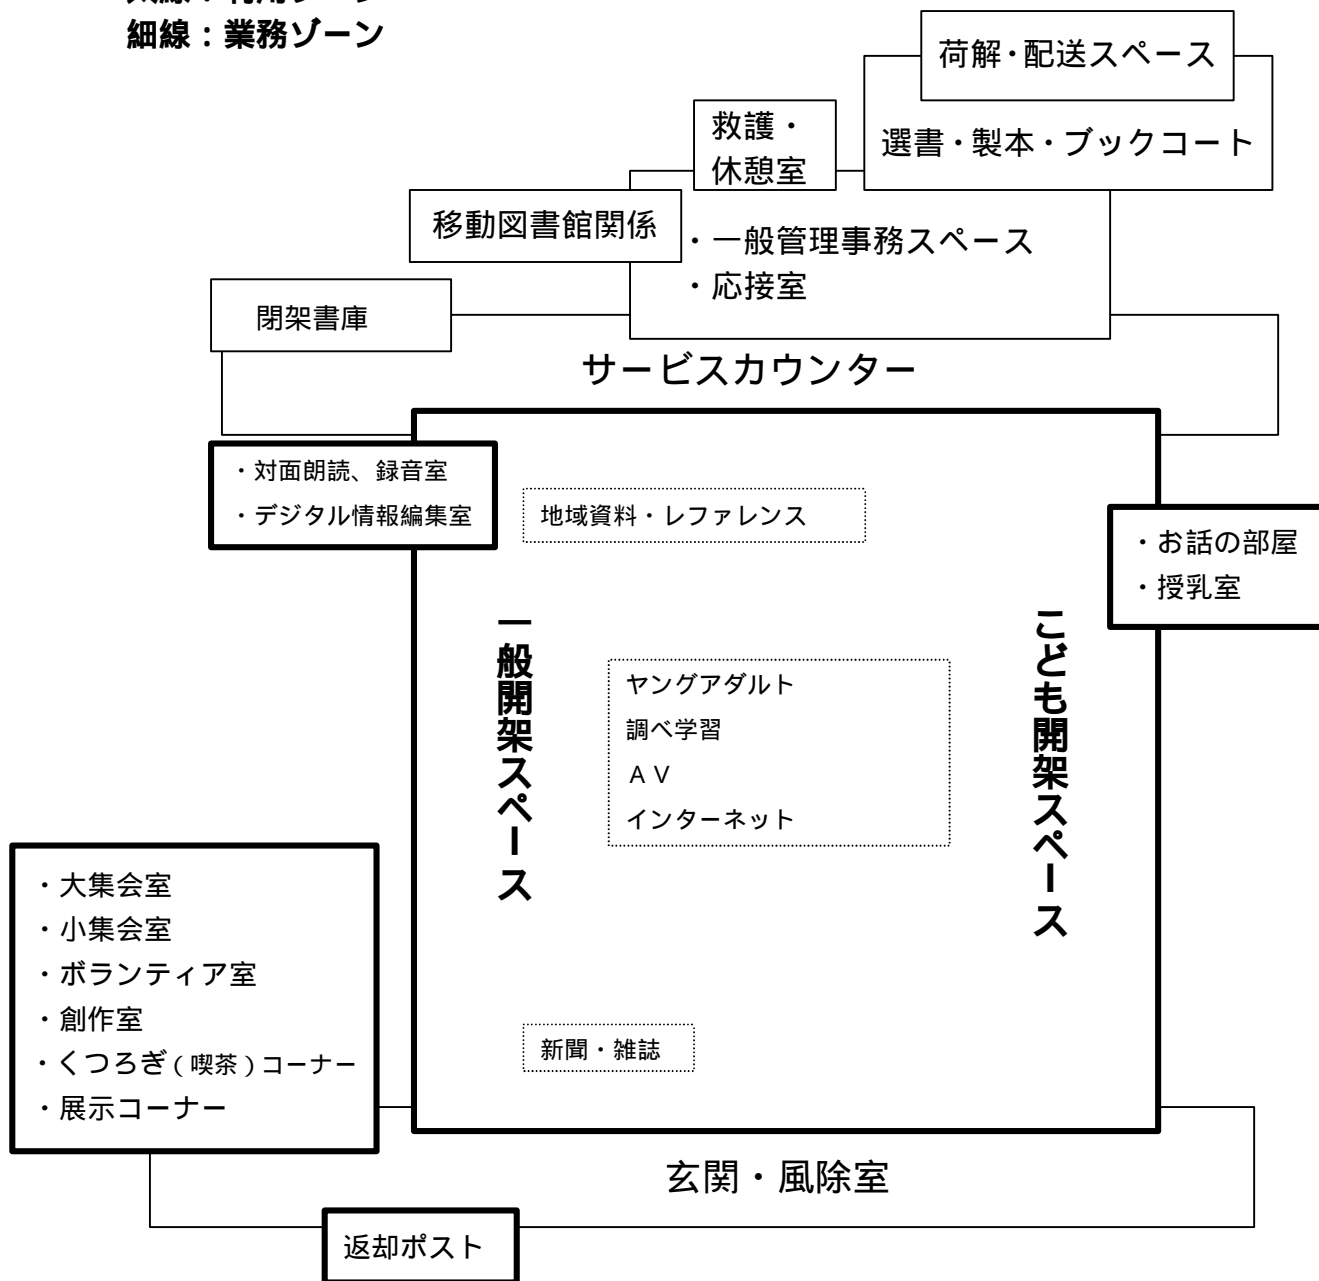 細線：業務ゾーン
荷解・配送スペース
選書・製本・ブックコート
救護・
休憩室
移動図書館関係
・一般管理事務スペース
・応接室
閉架書庫
サービスカウンター
・対面朗読、録音室
・デジタル情報編集室
地域資料・レファレンス
・お話の部屋
・授乳室
一般開架スペース
こども開架スペース
ヤングアダルト
調べ学習
ＡＶ
インターネット
・大集会室
・小集会室
・ボランティア室
・創作室
・くつろぎ（喫茶）コーナー
・展示コーナー
新聞・雑誌
玄関・風除室
返却ポスト